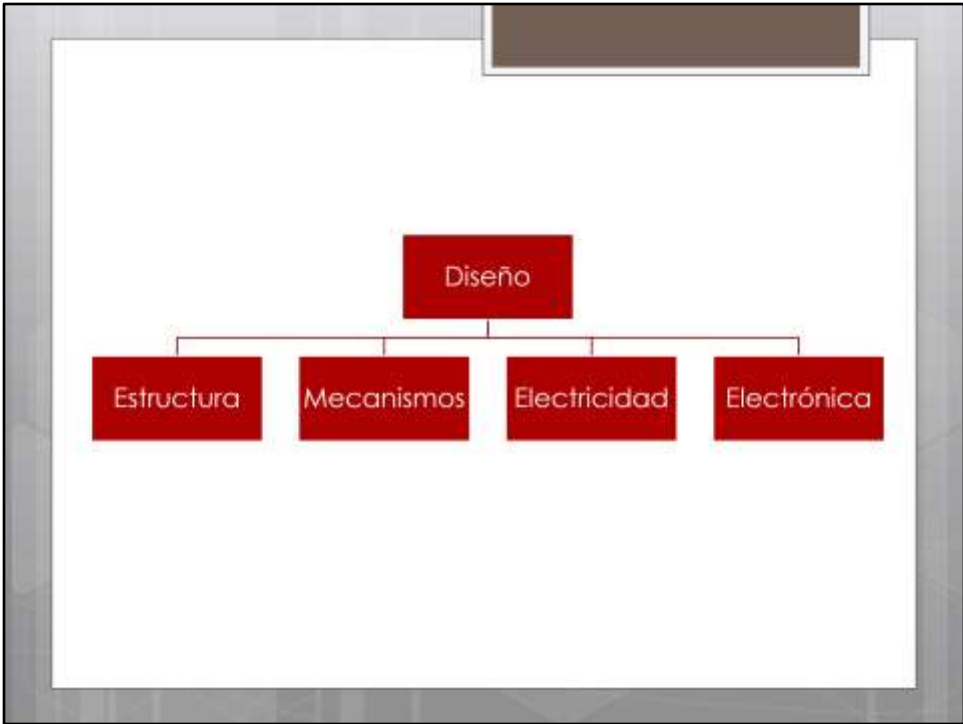 Diseño
Estructura
Mecanismos
Electricidad
Electrónica